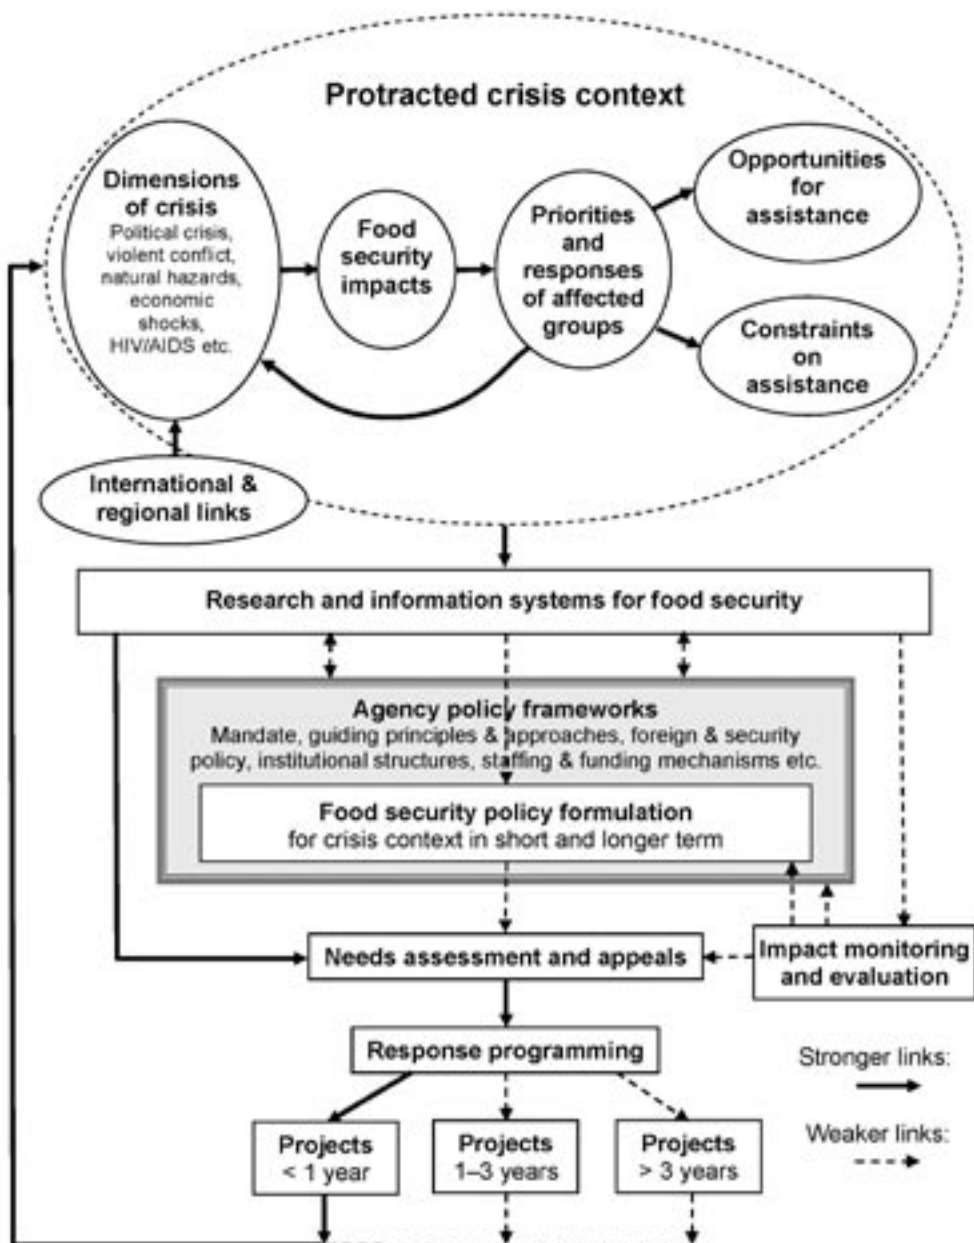 Protracted crisis context
Dimensions
of crisis
Political crisis,
violent conflict,
natural hazards,
economic
shocks,
HIV/AIDS etc.
Food
security
impacts
Priorities
and
responses
of affected
groups
Opportunities
for
assistance
Constraints
on
assistance
International &
regional links
Research and information systems for food security
Agency policy frameworks
Mandate, guiding principles & approaches, foreign & security
policy, institutional structures, staffing & funding mechanisms etc.
Food security policy formulation
for crisis context in short and longer term
Needs assessment and appeals
Impact monitoring
and evaluation
Response programming
Stronger links:
Weaker links:
Projects
< 1 year
Projects
1–3 years
Projects
> 3 years